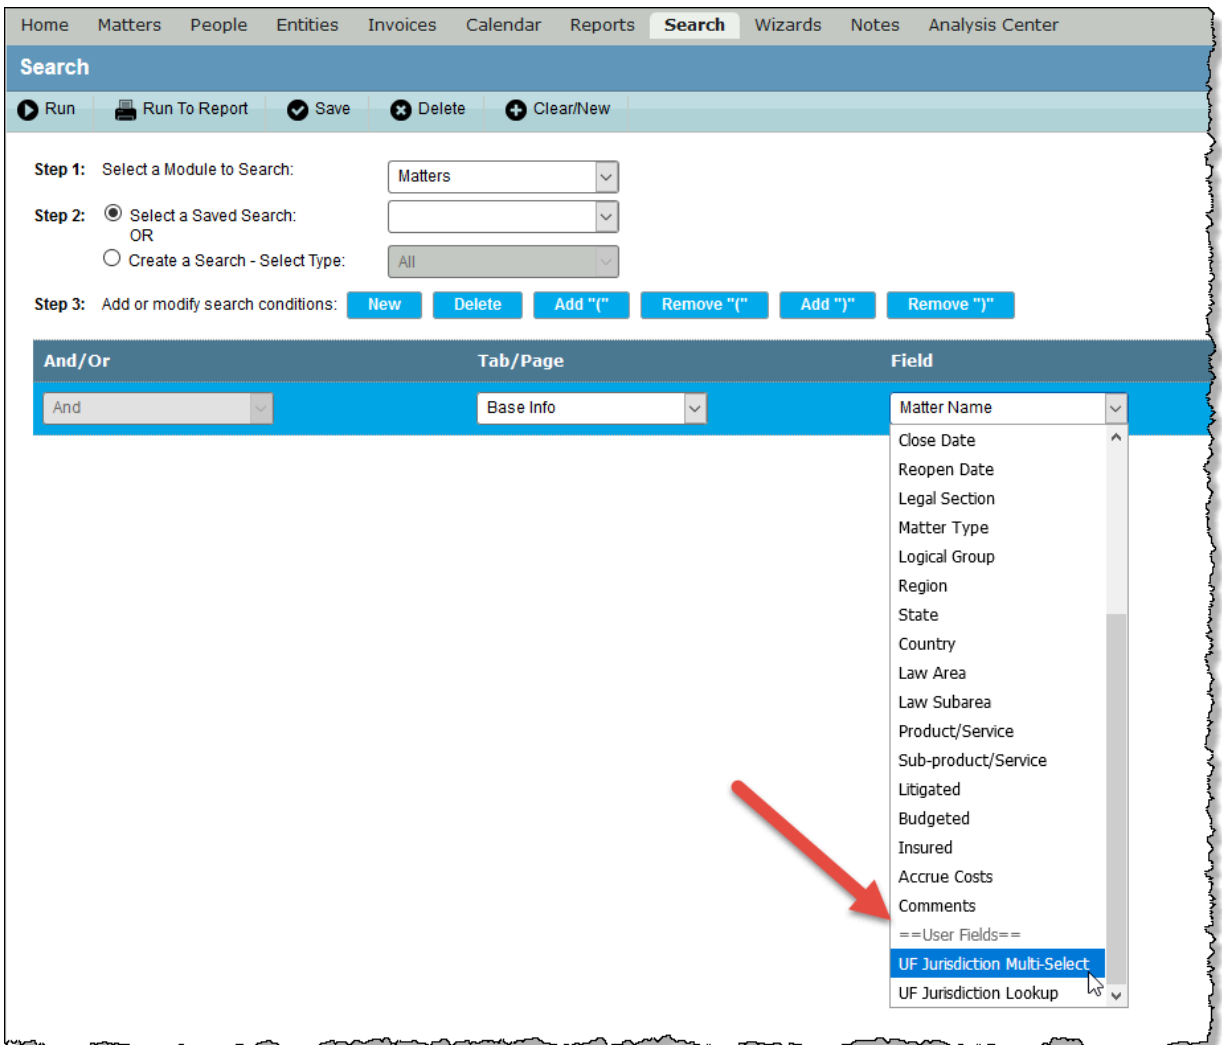 Home Matters People Entities Invoices Calendar Reports Search Wizards Notes Analysis Center
Search
Run Run To Report Save Delete Clear/New
Step 1: Select a Module to Search: Matters
Step 2: Select a Saved Search:
OR
Create a Search - Select Type: All
Step 3: Add or modify search conditions: New Delete Add "(" Remove "(" Add ")" Remove ")"
And/Or Tab/Page Field
And Base Info Matter Name
Close Date
Reopen Date
Legal Section
Matter Type
Logical Group
Region
State
Country
Law Area
Law Subarea
Product/Service
Sub-product/Service
Litigated
Budgeted
Insured
Accrue Costs
Comments
==User Fields==
UF Jurisdiction Multi-Select
UF Jurisdiction Lookup